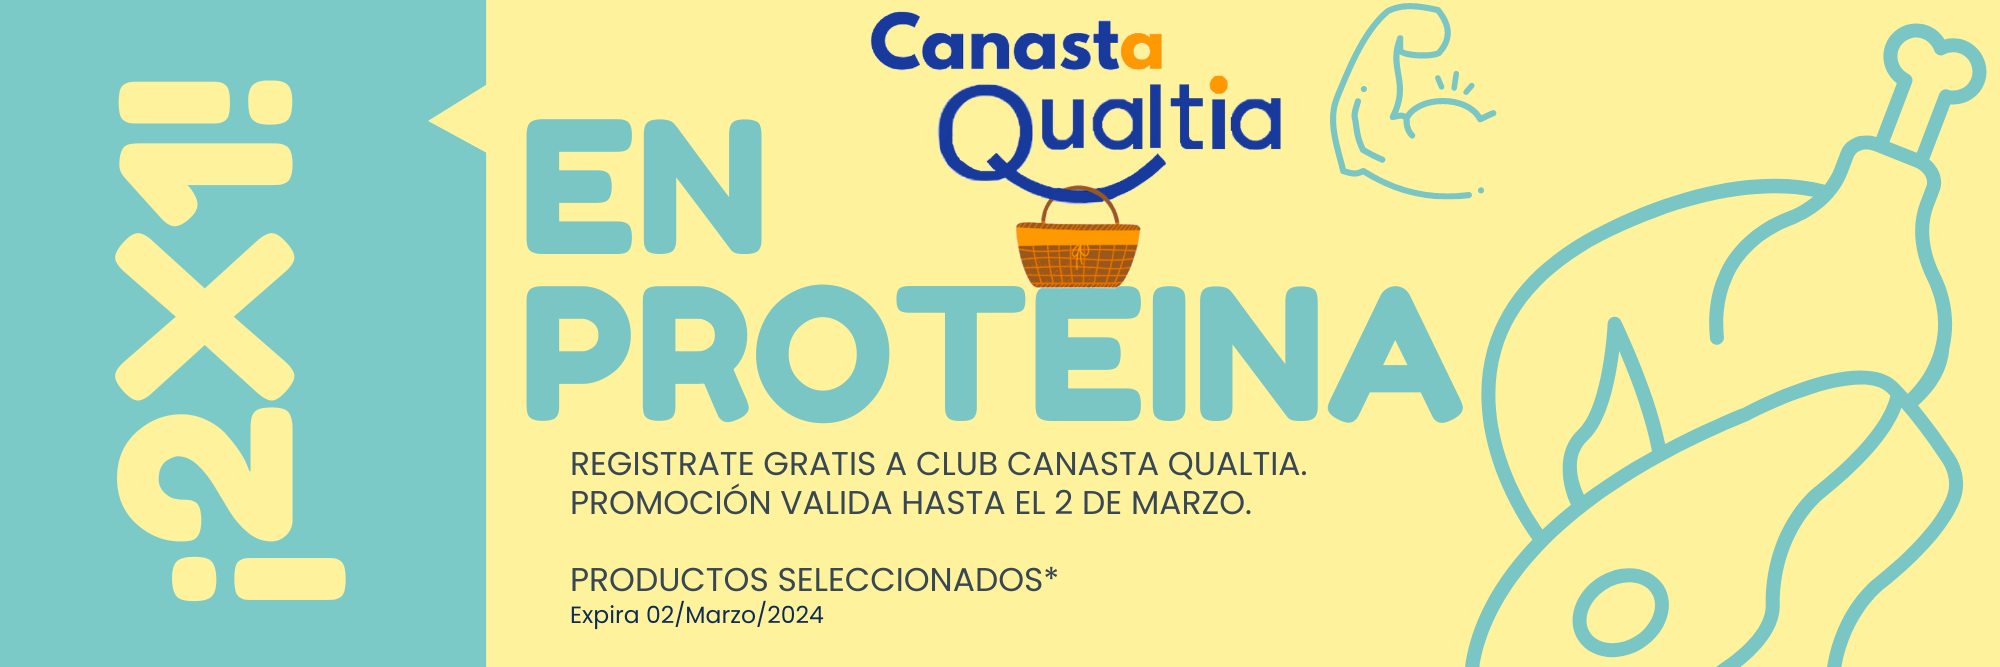 ¡2X1!
Canasta
Qualtia
EN
PROTEINA
REGISTRATE GRATIS A CLUB CANASTA QUALTIA.
PROMOCIÓN VALIDA HASTA EL 2 DE MARZO.
PRODUCTOS SELECCIONADOS*
Expira 02/Marzo/2024